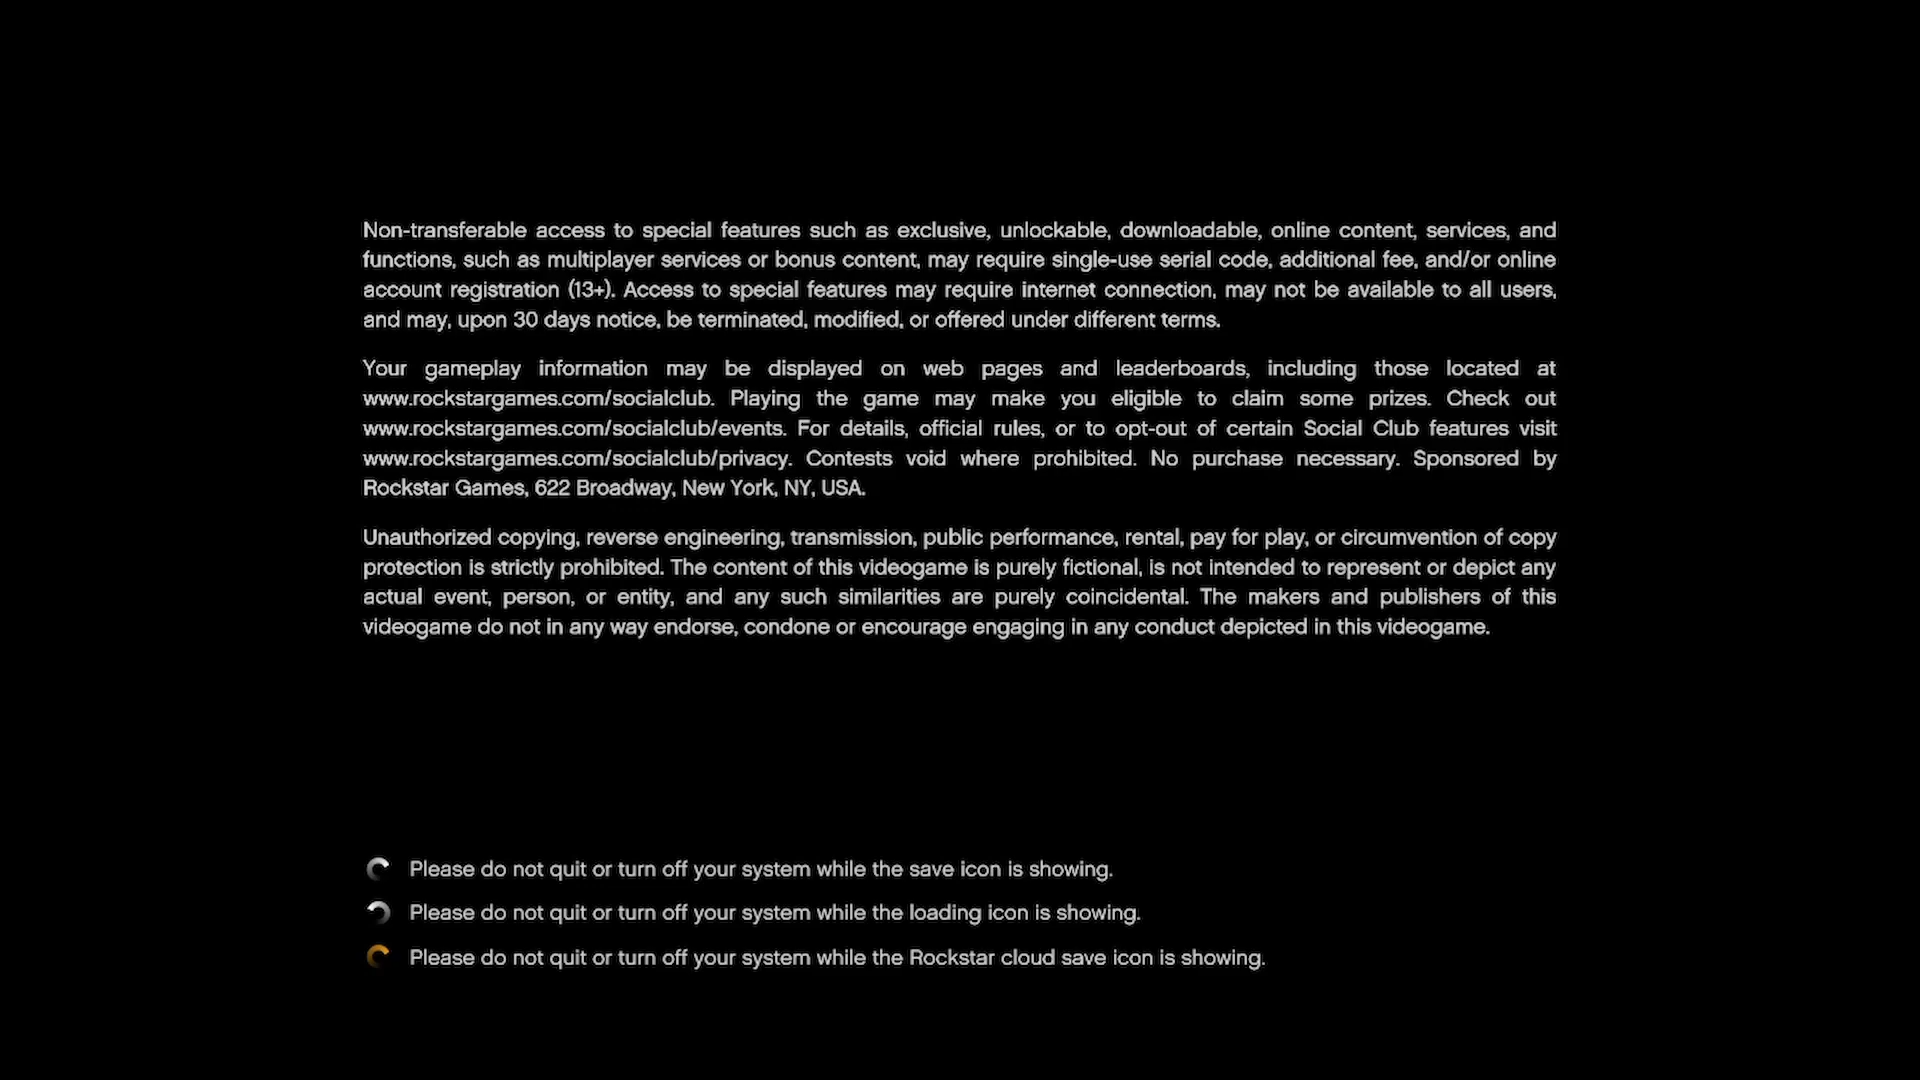 Non-transferable access to special features such as exclusive, unlockable, downloadable, online content, services, and
functions, such as multiplayer services or bonus content, may require single-use serial code, additional fee, and/or online
account registration (13+). Access to special features may require internet connection, may not be available to all users,
and may, upon 30 days notice, be terminated, modified, or offered under different terms.
Your gameplay information may be displayed on web pages and leaderboards, including those located at
www.rockstargames.com/socialclub. Playing the game may make you eligible to claim some prizes. Check out
www.rockstargames.com/socialclub/events. For details, official rules, or to opt-out of certain Social Club features visit
www.rockstargames.com/socialclub/privacy. Contests void where prohibited. No purchase necessary. Sponsored by
Rockstar Games, 622 Broadway, New York, NY, USA.
Unauthorized copying, reverse engineering, transmission, public performance, rental, pay for play, or circumvention of copy
protection is strictly prohibited. The content of this videogame is purely fictional, is not intended to represent or depict any
actual event, person, or entity, and any such similarities are purely coincidental. The makers and publishers of this
videogame do not in any way endorse, condone or encourage engaging in any conduct depicted in this videogame.
Please do not quit or turn off your system while the save icon is showing.
Please do not quit or turn off your system while the loading icon is showing.
Please do not quit or turn off your system while the Rockstar cloud save icon is showing.